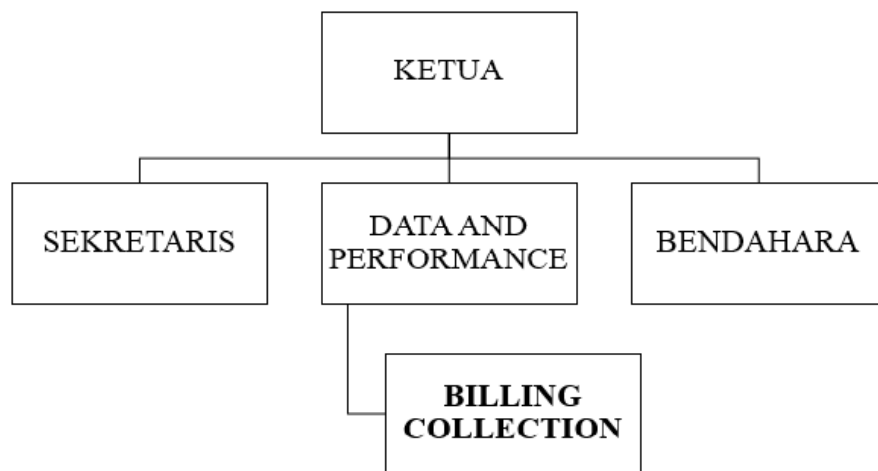 KETUA
SEKRETARIS
DATA AND
PERFORMANCE
BENDAHARA
BILLING
COLLECTION